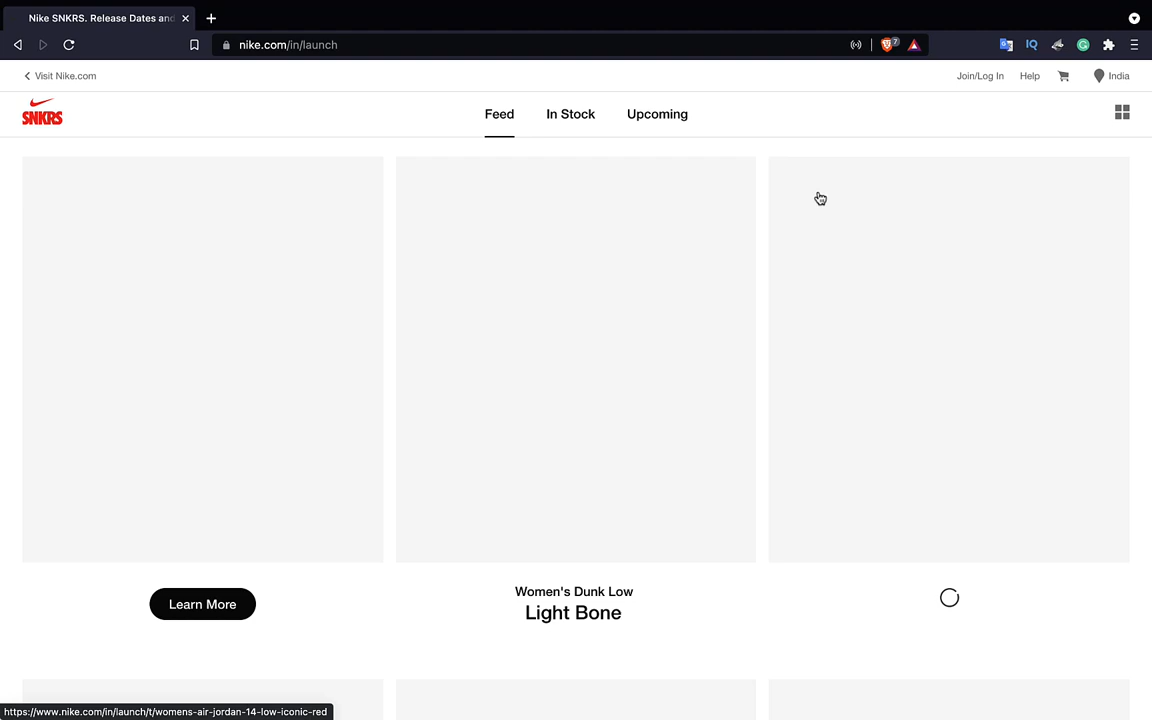 Nike SNKRS. Release Dates and
nike.com/in/launch
7
IQ
G
Visit Nike.com
Join/Log In
Help
India
SNKRS
Feed
In Stock
Upcoming
Learn More
Women's Dunk Low
Light Bone
https://www.nike.com/in/launch/t/womens-air-jordan-14-low-iconic-red